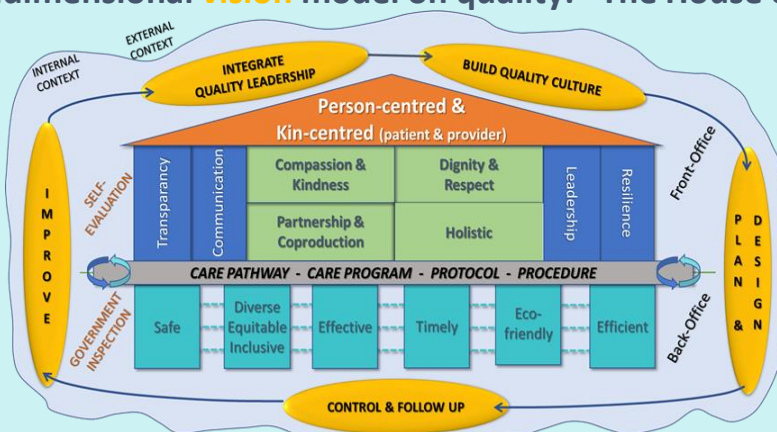 vision model on quality: "The House
EXTERNAL
CONTEXT
INTERNAL
CONTEXT
INTEGRATE
QUALITY LEADERSHIP
BUILD QUALITY CULTURE
Person-centred &
Kin-centred (patient & provider)
SELF-
EVALUATION
Transparancy
Communication
Compassion &
Kindness
Dignity &
Respect
Partnership &
Coproduction
Holistic
Leadership
Resilience
Front-Office
IMPROVE
PLAN &
DESIGN
CARE PATHWAY - CARE PROGRAM - PROTOCOL - PROCEDURE
GOVERNMENT
INSPECTION
Safe
Diverse
Equitable
Inclusive
Effective
Timely
Eco-
friendly
Efficient
Back-Office
CONTROL & FOLLOW UP